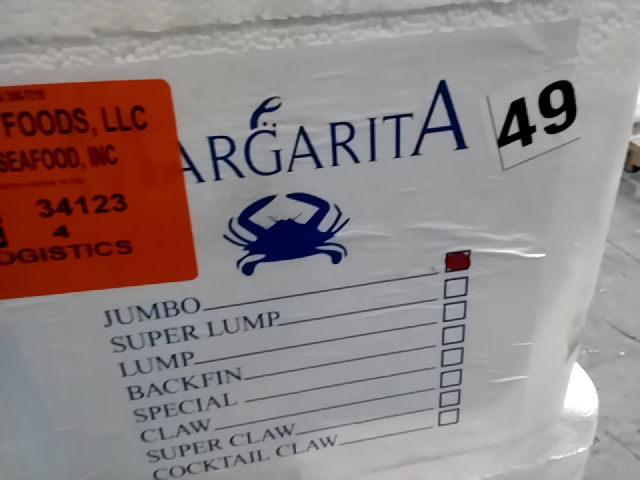 FOODS, LLC
SEAFOOD, INC
34123
4
OGISTICS
ARGARITA
49
JUMBO
SUPER LUMP
LUMP
BACKFIN
SPECIAL
CLAW
SUPER CLAW
COCKTAIL CLAW